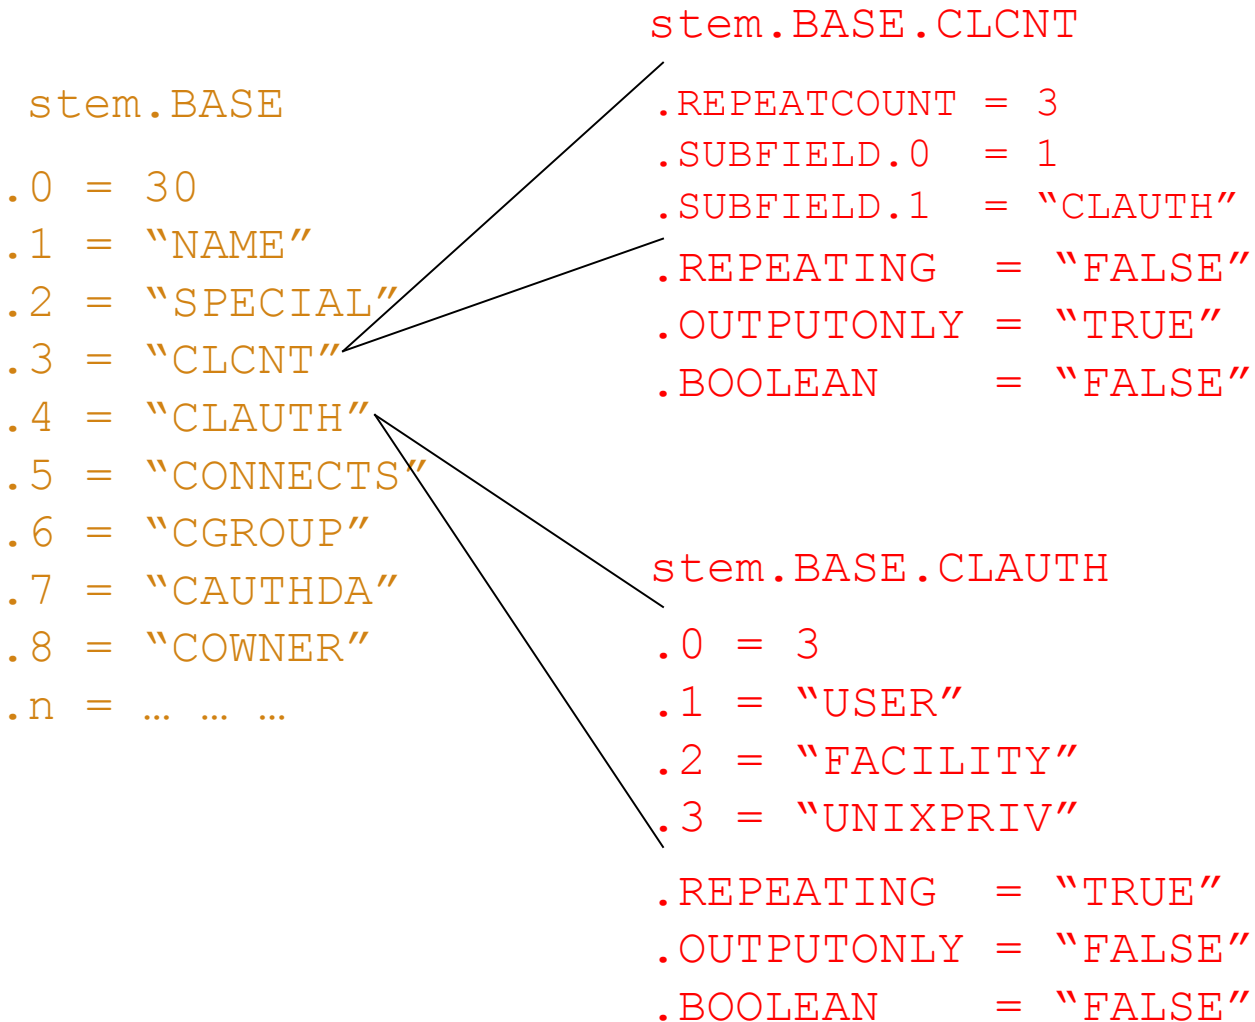 stem.BASE
.0 = 30
.1 = “NAME”
.2 = “SPECIAL”
.3 = “CLCNT”
.4 = “CLAUTH”
.5 = “CONNECTS”
.6 = “CGROUP”
.7 = “CAUTHDA”
.8 = “COWNER”
.n = … … …
stem.BASE.CLCNT
.REPEATCOUNT = 3
.SUBFIELD.0 = 1
.SUBFIELD.1 = “CLAUTH”
.REPEATING = “FALSE”
.OUTPUTONLY = “TRUE”
.BOOLEAN = “FALSE”
stem.BASE.CLAUTH
.0 = 3
.1 = “USER”
.2 = “FACILITY”
.3 = “UNIXPRIV”
.REPEATING = “TRUE”
.OUTPUTONLY = “FALSE”
.BOOLEAN = “FALSE”